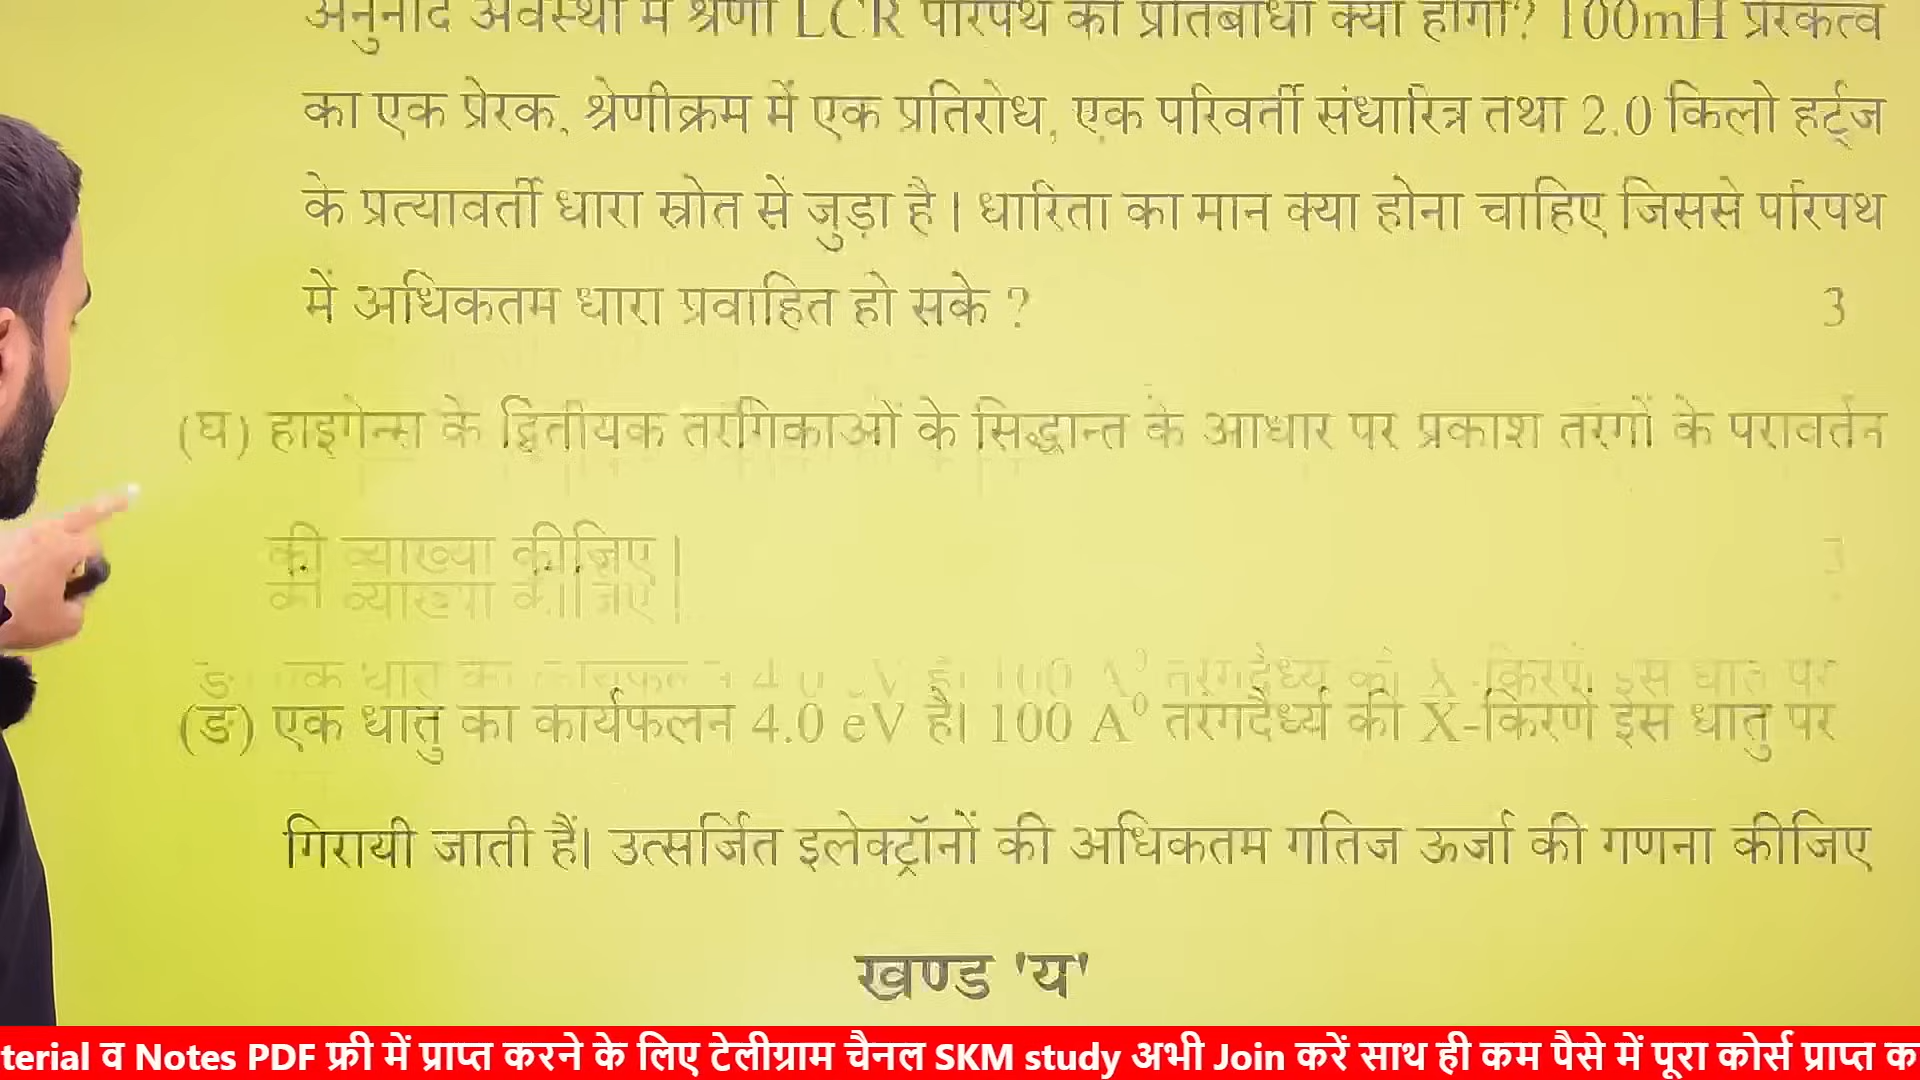 अनुनाद अवस्था में श्रेणी LCR परिपथ की प्रतिबाधा क्या होगी? 100mH प्रेरकत्व
का एक प्रेरक, श्रेणीक्रम में एक प्रतिरोध, एक परिवर्ती संधारित्र तथा 2.0 किलो हर्ट्ज
के प्रत्यावर्ती धारा स्रोत से जुड़ा है। धारिता का मान क्या होना चाहिए जिससे परिपथ
में अधिकतम धारा प्रवाहित हो सके ? 3
(घ) हाइगेन्स के द्वितीयक तरंगिकाओं के सिद्धान्त के आधार पर प्रकाश तरंगों के परावर्तन
की व्याख्या कीजिए। 3
(ङ) एक धातु का कार्यफलन 4.0 eV है। 100 A⁰ तरंगदैर्ध्य की X-किरणें इस धातु पर
गिरायी जाती हैं। उत्सर्जित इलेक्ट्रॉनों की अधिकतम गतिज ऊर्जा की गणना कीजिए
खण्ड 'य'
terial व Notes PDF फ्री में प्राप्त करने के लिए टेलीग्राम चैनल SKM study अभी Join करें साथ ही कम पैसे में पूरा कोर्स प्राप्त क